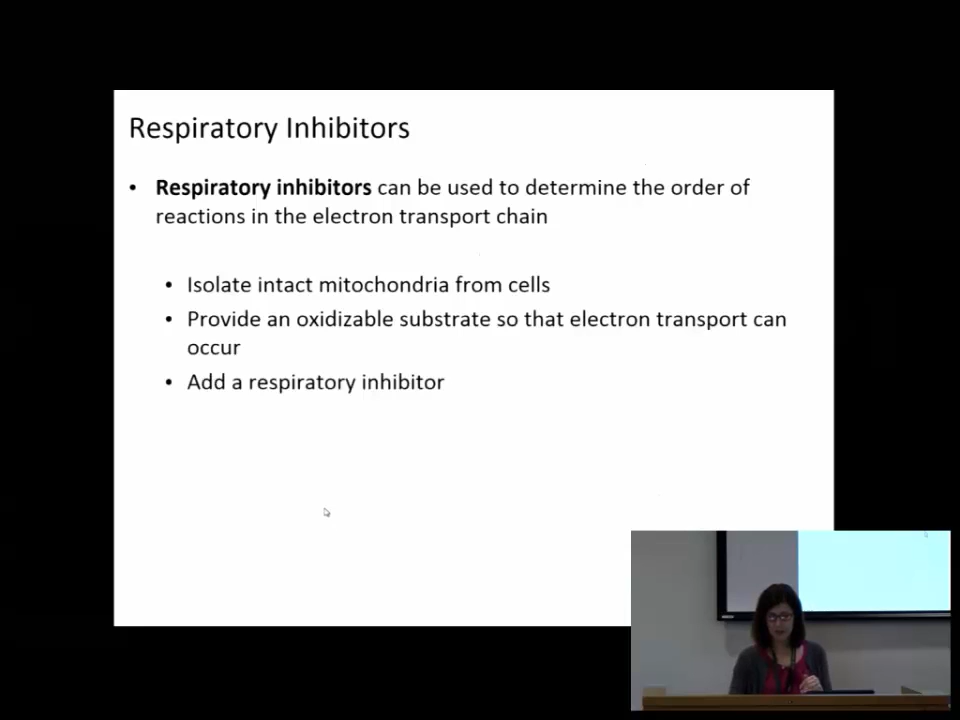 Respiratory Inhibitors
• Respiratory inhibitors can be used to determine the order of
reactions in the electron transport chain
• Isolate intact mitochondria from cells
• Provide an oxidizable substrate so that electron transport can
occur
• Add a respiratory inhibitor